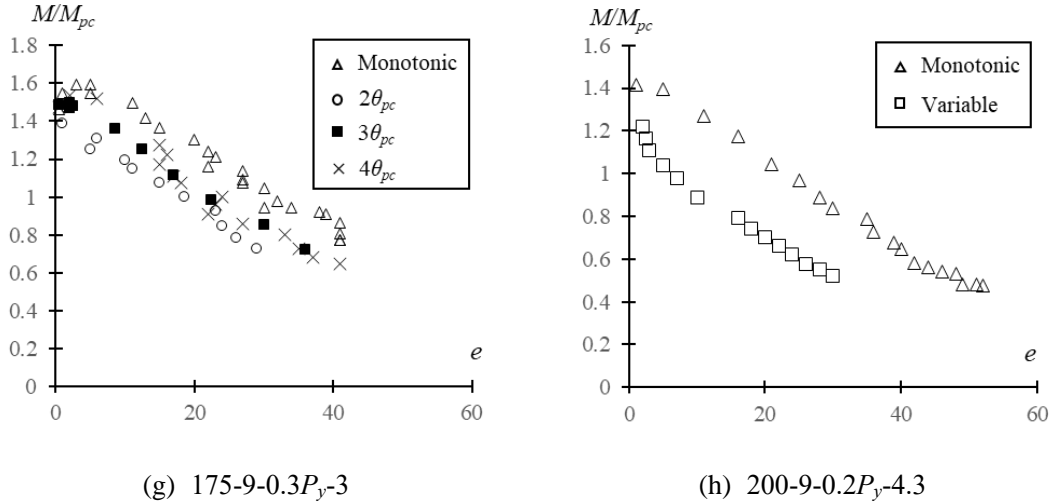 M/Mpc
1.8
1.6
1.4
1.2
1
0.8
0.6
0.4
0.2
0
0
20
40
60
e
Monotonic
2θpc
3θpc
4θpc
(g) 175-9-0.3Py-3
M/Mpc
1.6
1.4
1.2
1
0.8
0.6
0.4
0.2
0
0
20
40
60
e
Monotonic
Variable
(h) 200-9-0.2Py-4.3